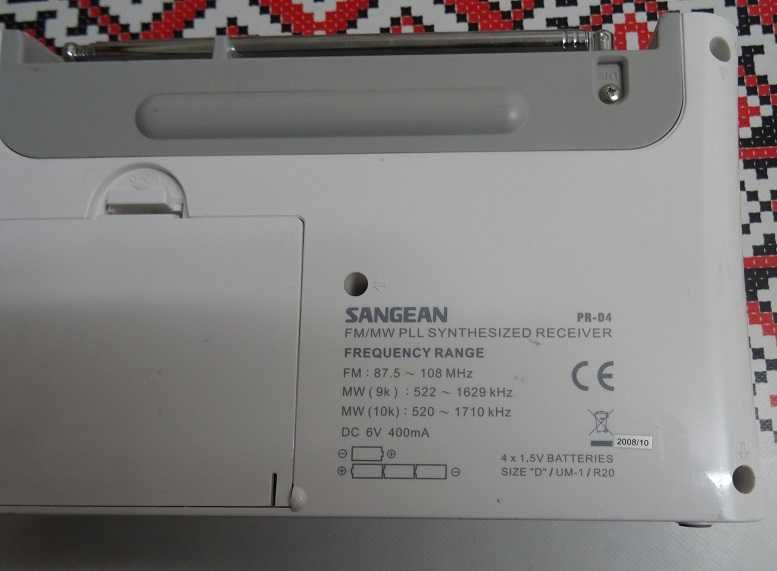 SANGEAN PR-D4
FM/MW PLL SYNTHESIZED RECEIVER
FREQUENCY RANGE
FM : 87.5 ~ 108 MHz
MW ( 9k ) : 522 ~ 1629 kHz
MW (10k) : 520 ~ 1710 kHz
CE
DC 6V 400mA
2008/10
4 x 1.5V BATTERIES
SIZE "D" / UM-1 / R20